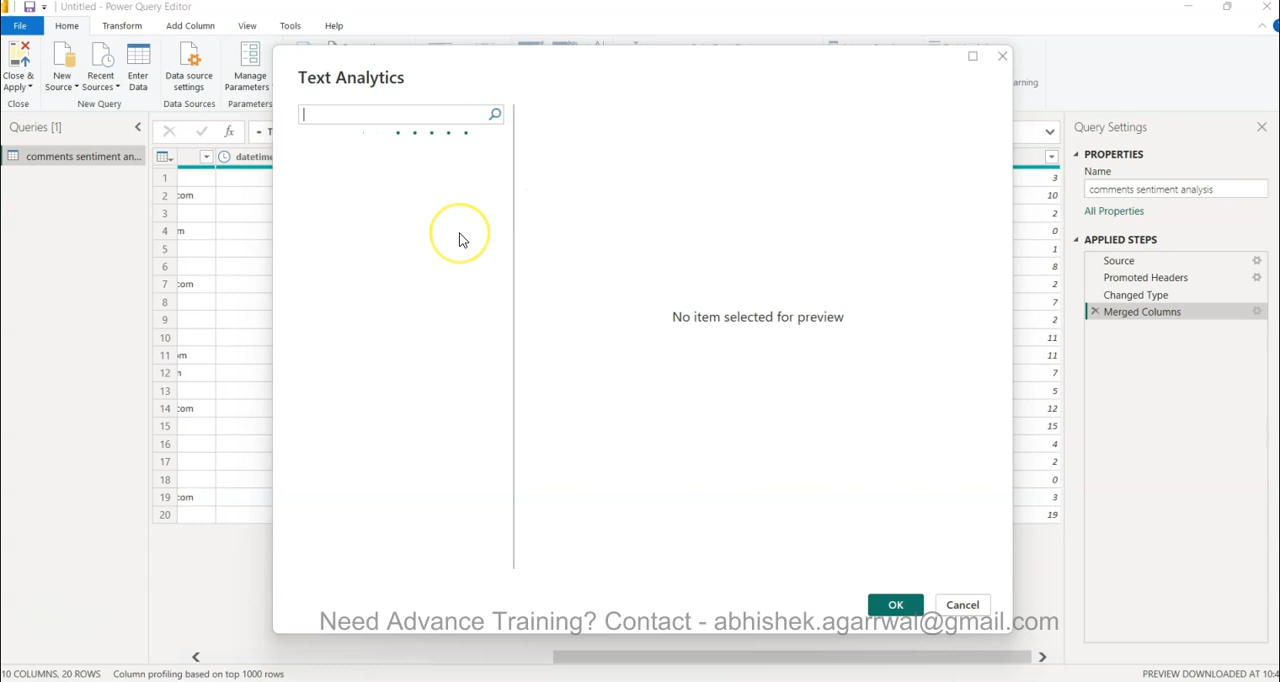 Untitled - Power Query Editor
File Home Transform Add Column View Tools Help
Close & Apply
New Source
Recent Sources
Enter Data
Data source settings
Manage Parameters
Close New Query Data Sources Parameters
Queries [1]
comments sentiment an...
datetime
1 3
2 com 10
3 2
4 m 0
5 1
6 8
7 com 2
8 7
9 2
10 11
11 om 11
12 n 7
13 5
14 com 12
15 15
16 4
17 2
18 0
19 com 3
20 19
Text Analytics
No item selected for preview
OK Cancel
Need Advance Training? Contact - abhishek.agarrwal@gmail.com
Query Settings
PROPERTIES
Name
comments sentiment analysis
All Properties
APPLIED STEPS
Source
Promoted Headers
Changed Type
Merged Columns
10 COLUMNS, 20 ROWS Column profiling based on top 1000 rows
PREVIEW DOWNLOADED AT 10:4